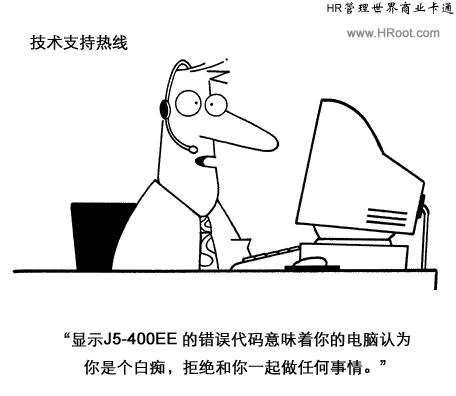 HR管理世界商业卡通
www.HRoot.com
技术支持热线
“显示J5-400EE 的错误代码意味着你的电脑认为
你是个白痴，拒绝和你一起做任何事情。”